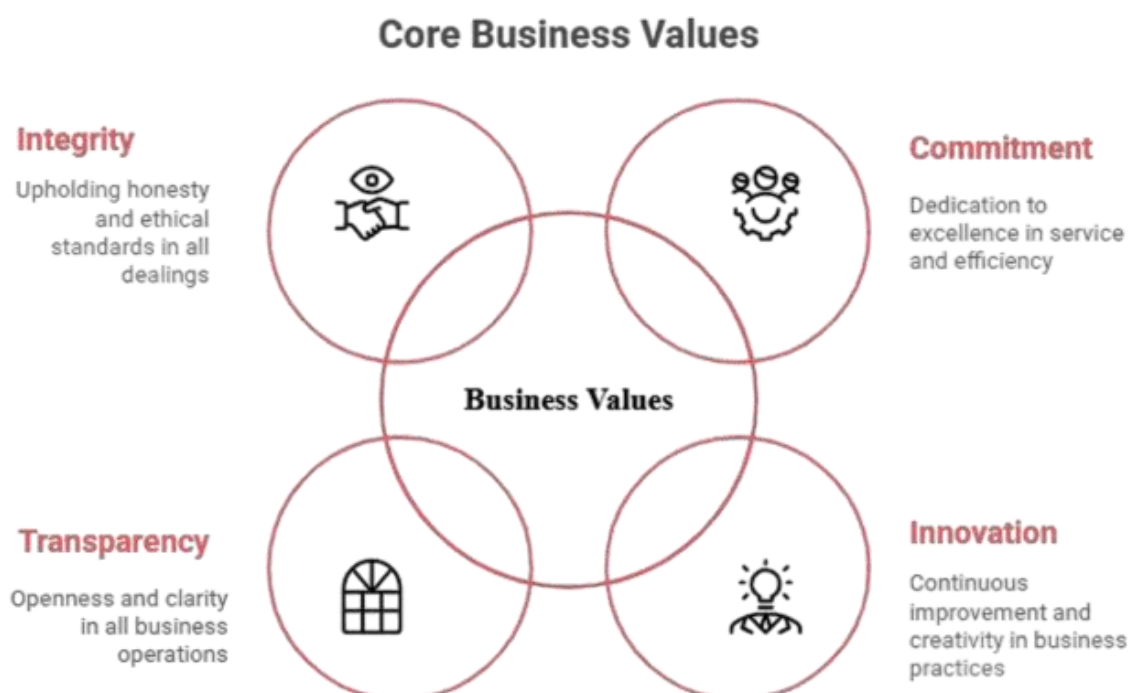 Core Business Values
Integrity
Upholding honesty
and ethical
standards in all
dealings
Commitment
Dedication to
excellence in service
and efficiency
Business Values
Transparency
Openness and clarity
in all business
operations
Innovation
Continuous
improvement and
creativity in business
practices